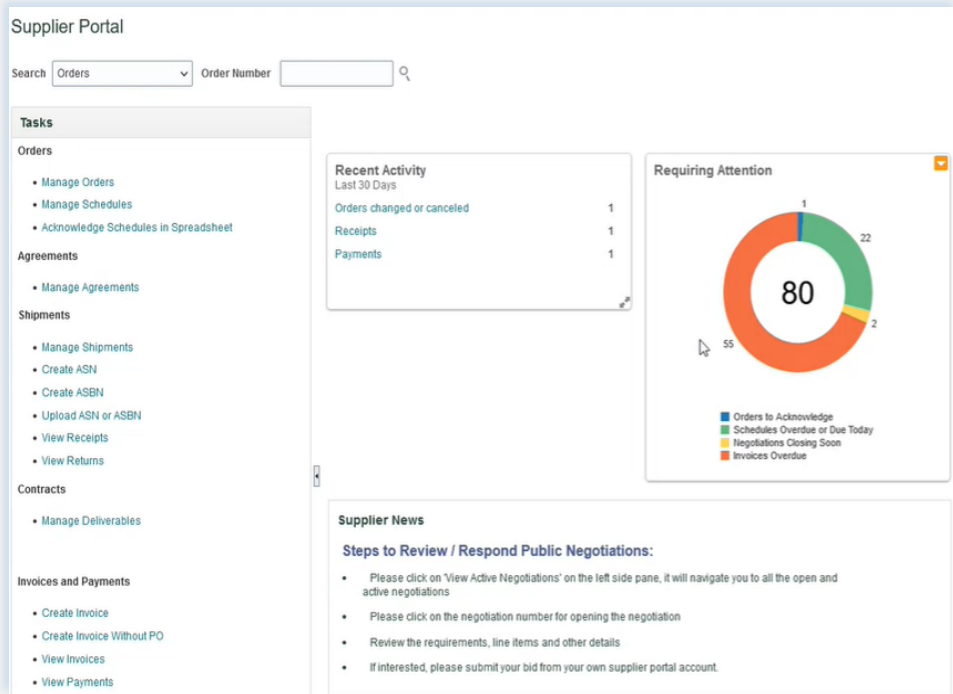 Supplier Portal
Search Orders Order Number
Tasks
Orders
• Manage Orders
• Manage Schedules
• Acknowledge Schedules in Spreadsheet
Agreements
• Manage Agreements
Shipments
• Manage Shipments
• Create ASN
• Create ASBN
• Upload ASN or ASBN
• View Receipts
• View Returns
Contracts
• Manage Deliverables
Invoices and Payments
• Create Invoice
• Create Invoice Without PO
• View Invoices
• View Payments
Recent Activity
Last 30 Days
Orders changed or canceled 1
Receipts 1
Payments 1
Requiring Attention
1
22
80
2
55
Orders to Acknowledge
Schedules Overdue or Due Today
Negotiations Closing Soon
Invoices Overdue
Supplier News
Steps to Review / Respond Public Negotiations:
• Please click on 'View Active Negotiations' on the left side pane, it will navigate you to all the open and
active negotiations
• Please click on the negotiation number for opening the negotiation
• Review the requirements, line items and other details
• If interested, please submit your bid from your own supplier portal account.